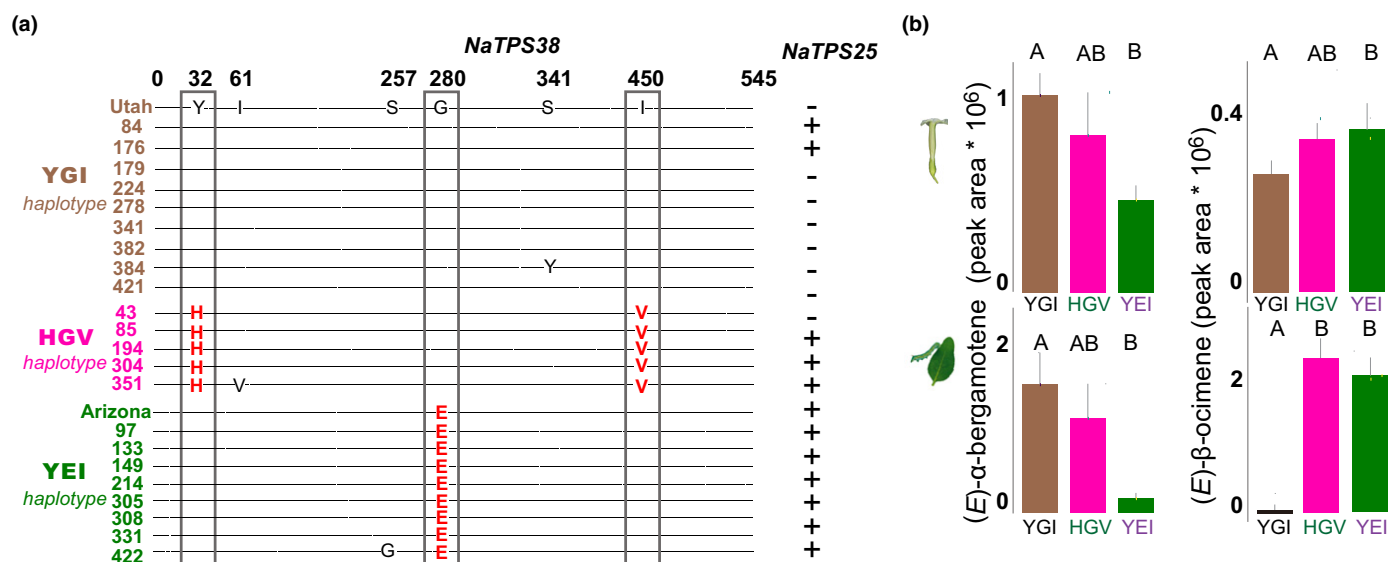 (a)
NaTPS38
NaTPS25
0 32 61 257 280 341 450 545
Utah Y I S G S I -
84 +
176 +
179 -
224
278 -
341 -
382 -
384 Y -
421 -
YGI
haplotype
43 H V -
85 H V +
194 H V
304 H V +
351 H V V +
HGV
haplotype
Arizona E +
97 E +
133 E +
149 E +
214 E +
305 E +
308 E
331 E +
422 G E +
YEI
haplotype
(b)
A AB B
1
0
YGI HGV YEI
A AB B
2
0
YGI HGV YEI
(E)-α-bergamotene (peak area * 10⁶)
A AB B
0.4
0
YGI HGV YEI
A B B
2
0
YGI HGV YEI
(E)-β-ocimene (peak area * 10⁶)